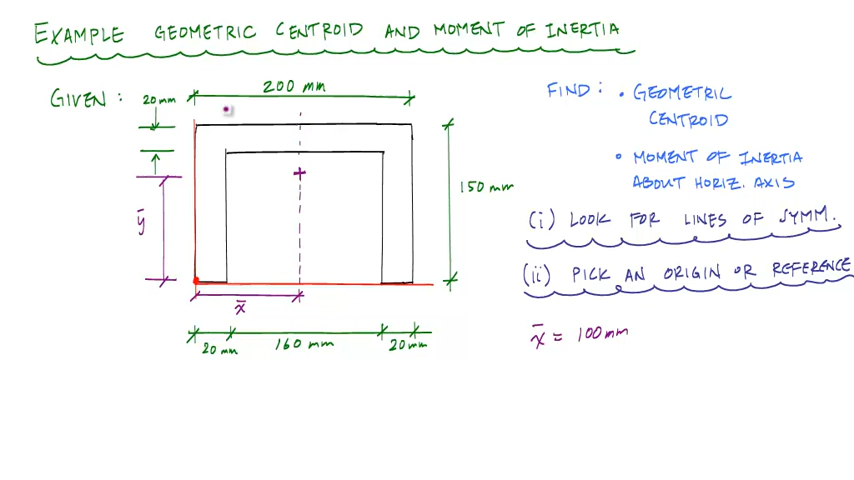 EXAMPLE GEOMETRIC CENTROID AND MOMENT OF INERTIA
GIVEN :
20 mm
200 mm
150 mm
ȳ
x̄
20 mm
160 mm
20 mm
FIND :
• GEOMETRIC
CENTROID
• MOMENT OF INERTIA
ABOUT HORIZ. AXIS
(i) LOOK FOR LINES OF SYMM.
(ii) PICK AN ORIGIN OR REFERENCE
x̄ = 100 mm